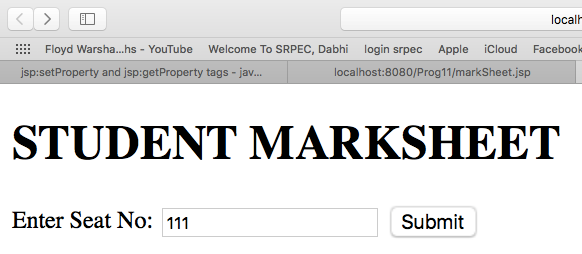 localh
Floyd Warsha...hs - YouTube Welcome To SRPEC, Dabhi login srpec Apple iCloud Facebook
jsp:setProperty and jsp:getProperty tags - jav... localhost:8080/Prog11/markSheet.jsp
STUDENT MARKSHEET
Enter Seat No: 111 Submit